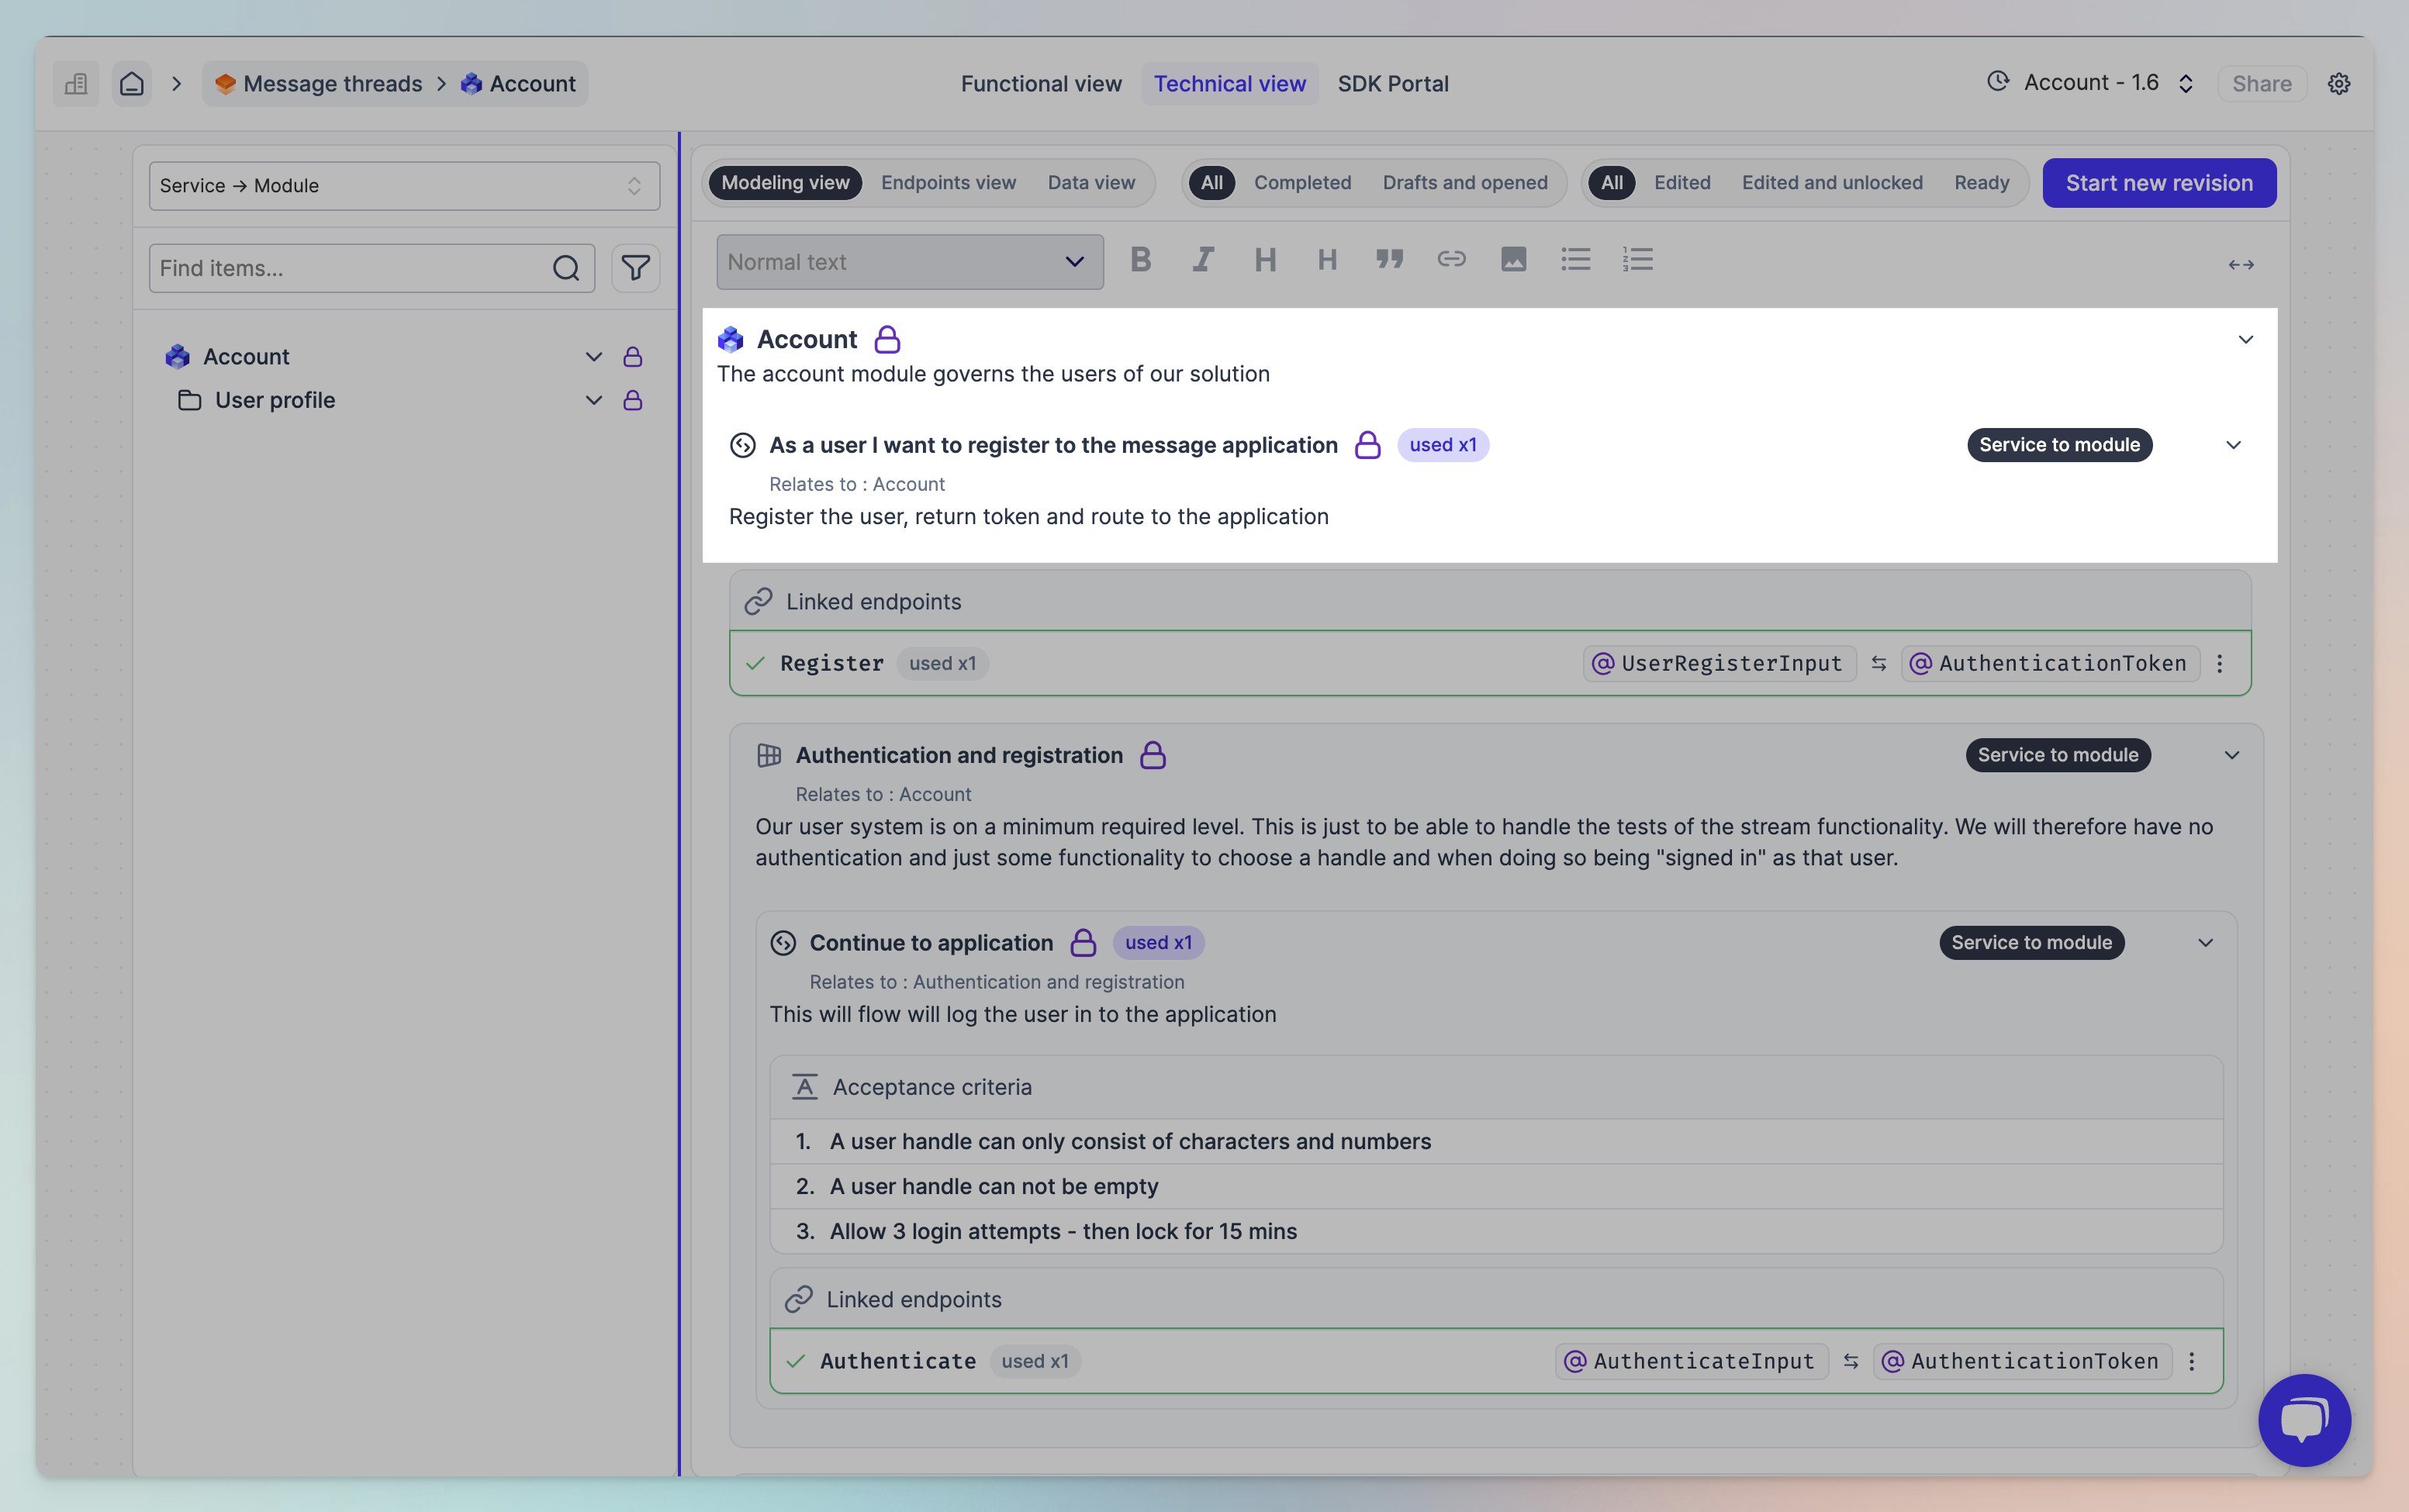 Message threads > Account
Functional view
Technical view
SDK Portal
Account - 1.6
Share
Service → Module
Find items...
Account
User profile
Modeling view
Endpoints view
Data view
All
Completed
Drafts and opened
All
Edited
Edited and unlocked
Ready
Start new revision
Normal text
B I H H
Account
The account module governs the users of our solution
As a user I want to register to the message application
used x1
Service to module
Relates to : Account
Register the user, return token and route to the application
Linked endpoints
Register
used x1
@ UserRegisterInput
@ AuthenticationToken
Authentication and registration
Service to module
Relates to : Account
Our user system is on a minimum required level. This is just to be able to handle the tests of the stream functionality. We will therefore have no
authentication and just some functionality to choose a handle and when doing so being "signed in" as that user.
Continue to application
used x1
Service to module
Relates to : Authentication and registration
This will flow will log the user in to the application
Acceptance criteria
1. A user handle can only consist of characters and numbers
2. A user handle can not be empty
3. Allow 3 login attempts - then lock for 15 mins
Linked endpoints
Authenticate
used x1
@ AuthenticateInput
@ AuthenticationToken